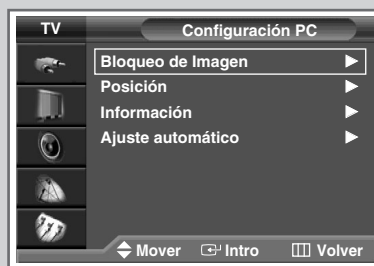 TV
Configuración PC
Bloqueo de Imagen
Posición
Información
Ajuste automático
Mover Intro Volver